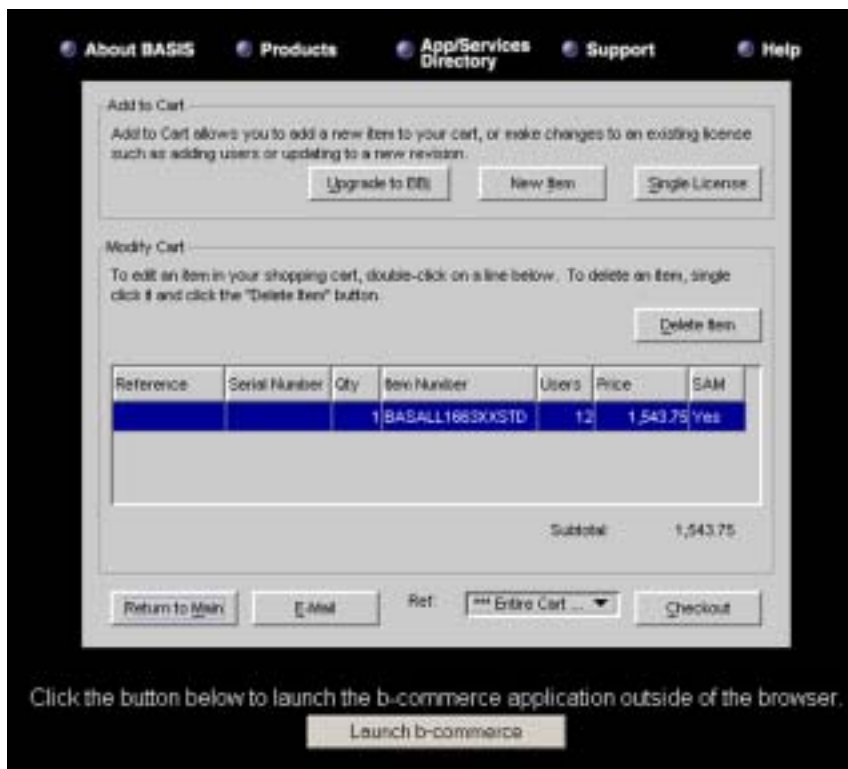 About BASIS Products App/Services Directory Support Help
Add to Cart
Add to Cart allows you to add a new item to your cart, or make changes to an existing license
such as adding users or updating to a new revision.
Upgrade to BBj New Item Single License
Modify Cart
To edit an item in your shopping cart, double-click on a line below. To delete an item, single
click it and click the "Delete Item" button.
Delete Item
Reference Serial Number Qty Item Number Users Price SAM
1 BASALL1663XXSTD 12 1,543.75 Yes
Subtotal: 1,543.75
Return to Main E-Mail Ref: *** Entire Cart ... Checkout
Click the button below to launch the b-commerce application outside of the browser.
Launch b-commerce